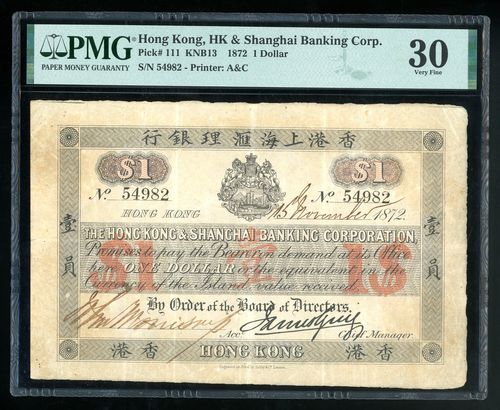 PMG
PAPER MONEY GUARANTY
Hong Kong, HK & Shanghai Banking Corp.
Pick# 111 KNB13 1872 1 Dollar
S/N 54982 - Printer: A&C
30
Very Fine
行銀理滙海上港香
$1
$1
No 54982
No 54982
HONG KONG
15 November 1872.
THE HONGKONG & SHANGHAI BANKING CORPORATION,
Promises to pay the Bearer on demand at its Office
here ONE DOLLAR or the equivalent in the
Currency of the Island value received.
By Order of the Board of Directors,
Acct
Chief Manager.
壹員
壹員
港香
HONG KONG
香港